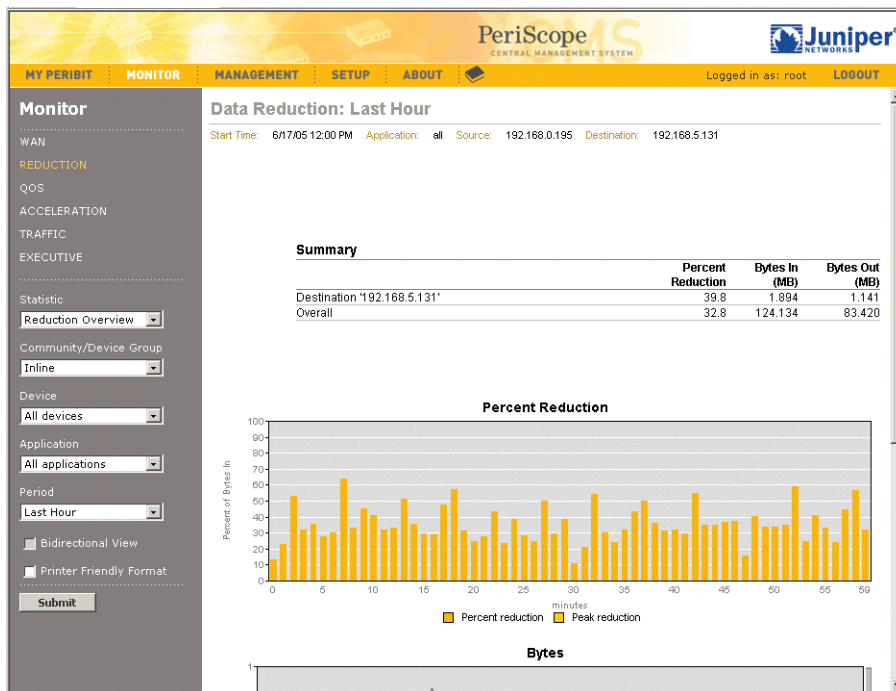 PeriScope
CENTRAL MANAGEMENT SYSTEM
Juniper
NETWORKS
MY PERIBIT MONITOR MANAGEMENT SETUP ABOUT Logged in as: root LOGOUT
Monitor
WAN
REDUCTION
QOS
ACCELERATION
TRAFFIC
EXECUTIVE
Statistic
Reduction Overview
Community/Device Group
Inline
Device
All devices
Application
All applications
Period
Last Hour
Bidirectional View
Printer Friendly Format
Submit
Data Reduction: Last Hour
Start Time: 6/17/05 12:00 PM Application: all Source: 192.168.0.195 Destination: 192.168.5.131
Summary
Percent Reduction Bytes In (MB) Bytes Out (MB)
Destination '192.168.5.131' 39.8 1.894 1.141
Overall 32.8 124.134 83.420
Percent Reduction
Percent of Bytes In
100
90
80
70
60
50
40
30
20
10
0
0 5 10 15 20 25 30 35 40 45 50 55 59
minutes
Percent reduction Peak reduction
Bytes
1